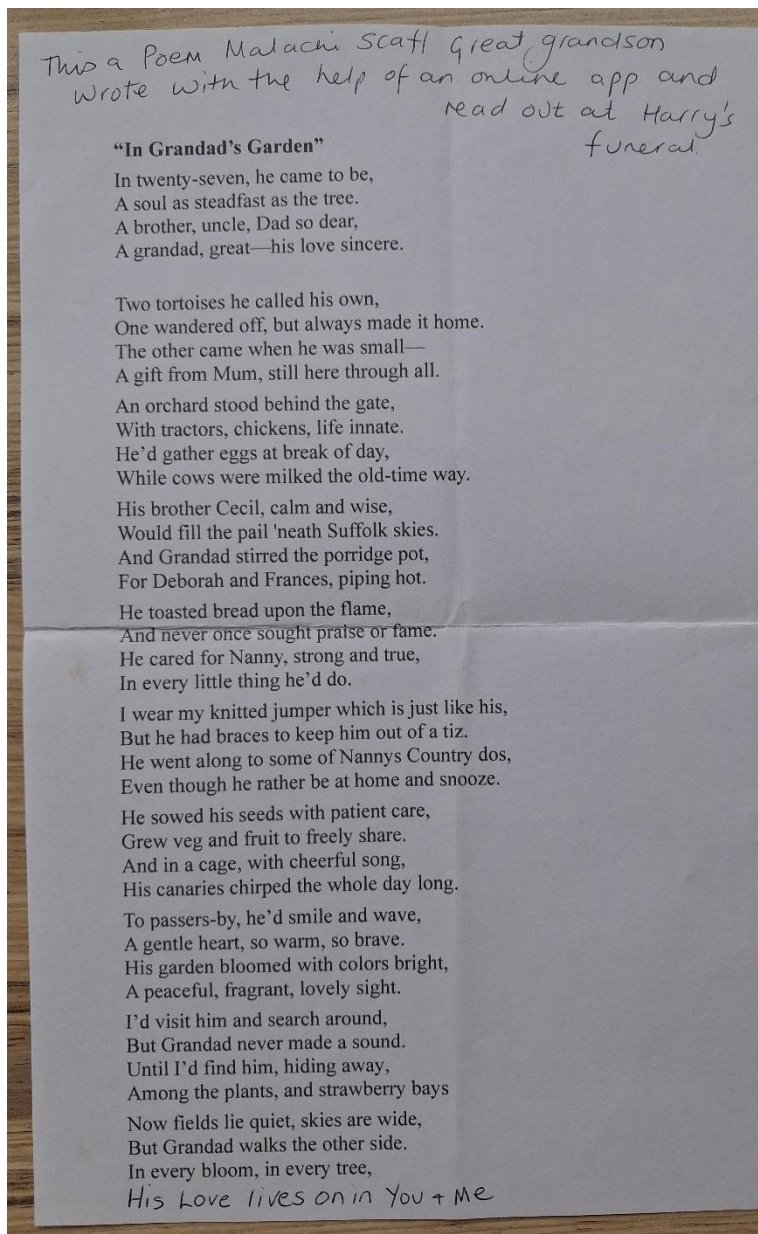 This a Poem Malachi Scafl Great grandson
wrote with the help of an online app and
read out at Harry's
funeral.
“In Grandad’s Garden”
In twenty-seven, he came to be,
A soul as steadfast as the tree.
A brother, uncle, Dad so dear,
A grandad, great—his love sincere.
Two tortoises he called his own,
One wandered off, but always made it home.
The other came when he was small—
A gift from Mum, still here through all.
An orchard stood behind the gate,
With tractors, chickens, life innate.
He’d gather eggs at break of day,
While cows were milked the old-time way.
His brother Cecil, calm and wise,
Would fill the pail 'neath Suffolk skies.
And Grandad stirred the porridge pot,
For Deborah and Frances, piping hot.
He toasted bread upon the flame,
And never once sought praise or fame.
He cared for Nanny, strong and true,
In every little thing he’d do.
I wear my knitted jumper which is just like his,
But he had braces to keep him out of a tiz.
He went along to some of Nannys Country dos,
Even though he rather be at home and snooze.
He sowed his seeds with patient care,
Grew veg and fruit to freely share.
And in a cage, with cheerful song,
His canaries chirped the whole day long.
To passers-by, he’d smile and wave,
A gentle heart, so warm, so brave.
His garden bloomed with colors bright,
A peaceful, fragrant, lovely sight.
I’d visit him and search around,
But Grandad never made a sound.
Until I’d find him, hiding away,
Among the plants, and strawberry bays
Now fields lie quiet, skies are wide,
But Grandad walks the other side.
In every bloom, in every tree,
His Love lives on in You + Me